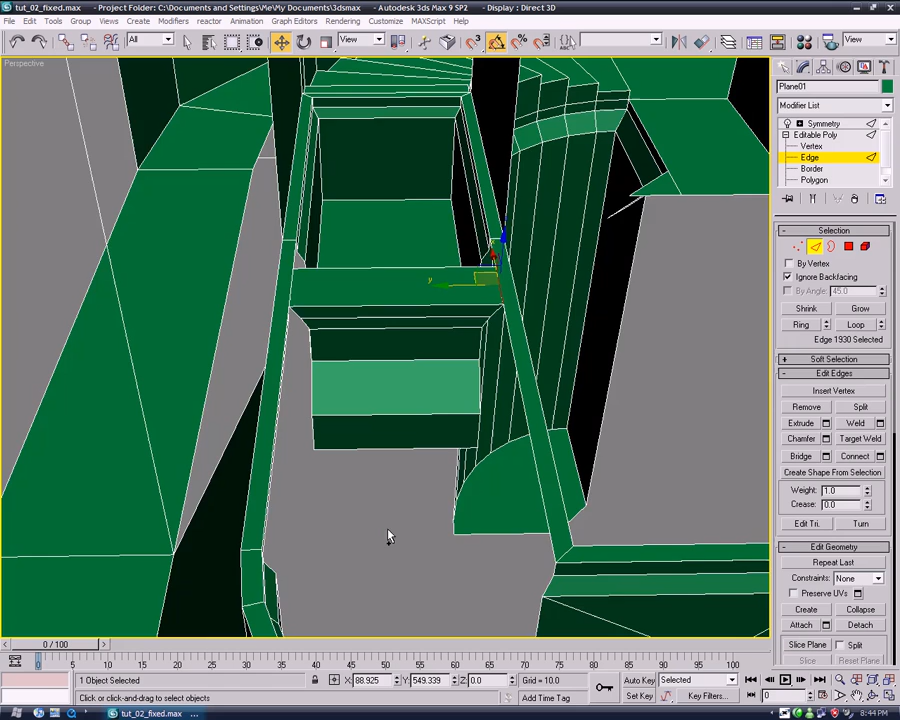 tut_02_fixed.max - Project Folder: C:\Documents and Settings\Me\My Documents\3dsmax - Autodesk 3ds Max 9 SP2 - Display : Direct 3D
File Edit Tools Group Views Create Modifiers reactor Animation Graph Editors Rendering Customize MAXScript Help
All View View
Perspective
Plane01
Modifier List
Symmetry
Editable Poly
Vertex
Edge
Border
Polygon
Selection
By Vertex
Ignore Backfacing
By Angle: 45.0
Shrink Grow
Ring Loop
Edge 1930 Selected
Soft Selection
Edit Edges
Insert Vertex
Remove Split
Extrude Weld
Chamfer Target Weld
Bridge Connect
Create Shape From Selection
Weight: 1.0
Crease: 0.0
Edit Tri. Turn
Edit Geometry
Repeat Last
Constraints: None
Preserve UVs
Create Collapse
Attach Detach
Slice Plane Split
Slice Reset Plane
y
0 / 100
0 5 10 15 20 25 30 35 40 45 50 55 60 65 70 75 80 85 90 95 100
1 Object Selected X: 88.925 Y: 549.339 Z: 0.0 Grid = 10.0 Auto Key Selected
Click or click-and-drag to select objects Add Time Tag Set Key Key Filters... 0
start tut_02_fixed.max ... 8:44 PM